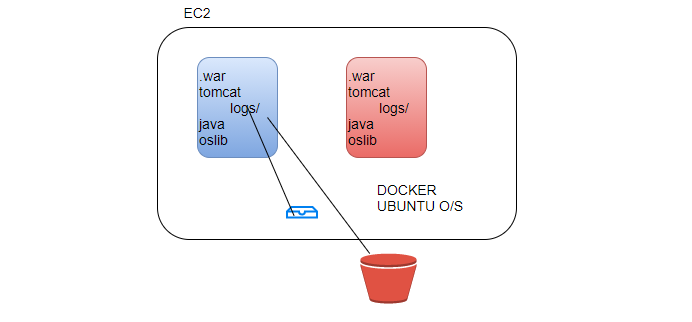 EC2
.war
tomcat
logs/
java
oslib
.war
tomcat
logs/
java
oslib
DOCKER
UBUNTU O/S